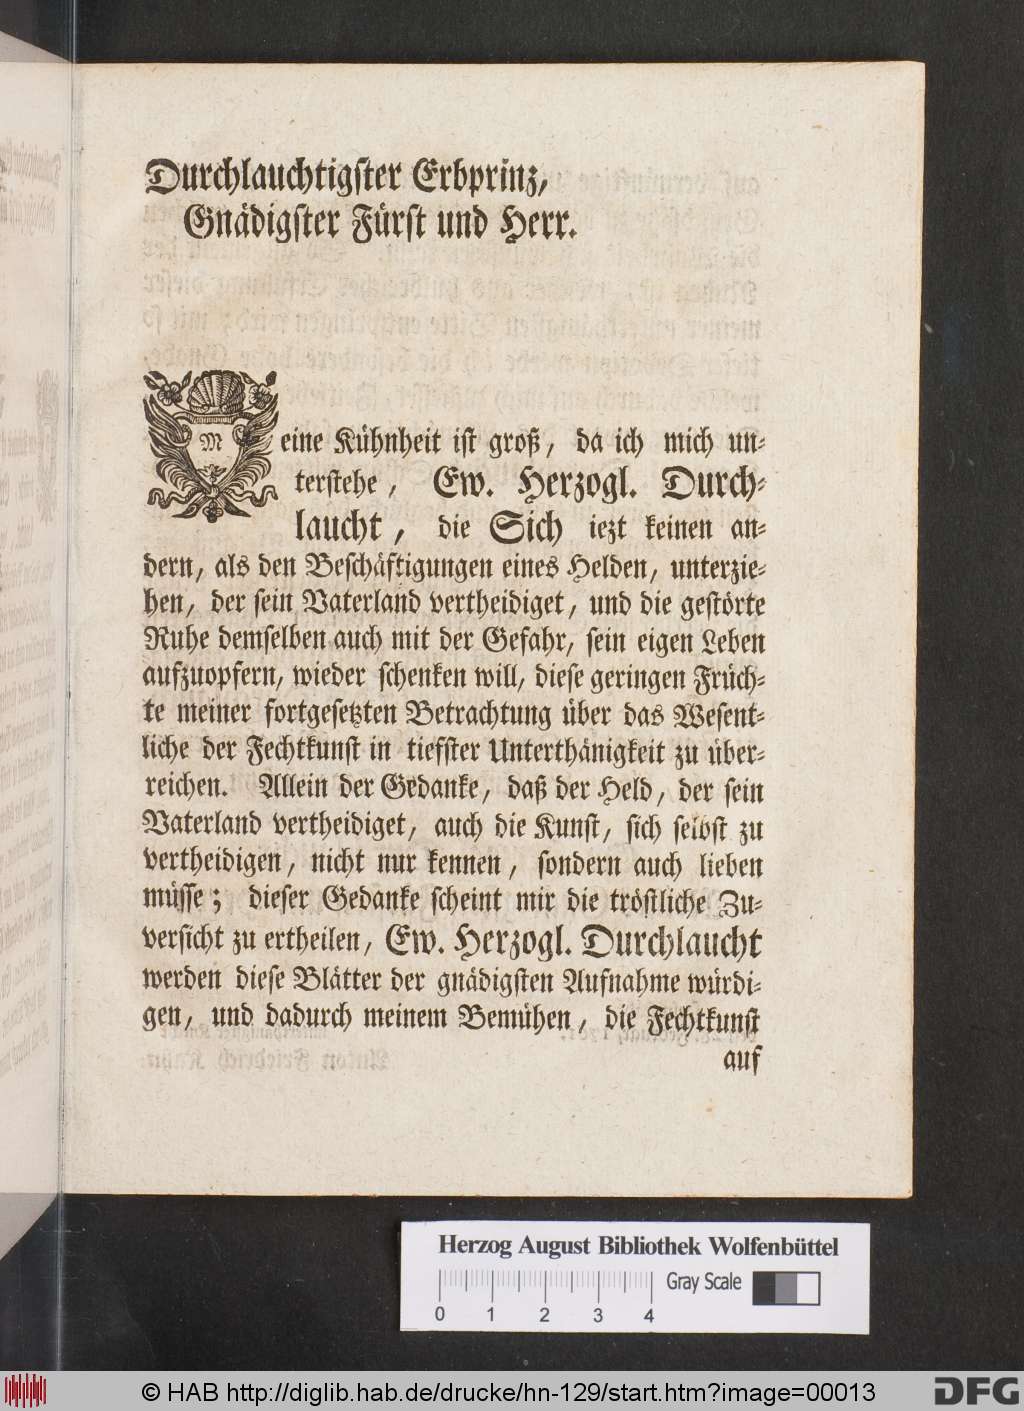 Durchlauchtigster Erbprinz,
Gnädigster Fürst und Herr.
Meine Kühnheit ist groß, da ich mich un-
terstehe, Ew. Herzogl. Durch-
laucht, die Sich iezt keinen an-
dern, als den Beschäftigungen eines Helden, unterzie-
hen, der sein Vaterland vertheidiget, und die gestörte
Ruhe demselben auch mit der Gefahr, sein eigen Leben
aufzuopfern, wieder schenken will, diese geringen Früch-
te meiner fortgesetzten Betrachtung über das Wesent-
liche der Fechtkunst in tiefster Unterthänigkeit zu über-
reichen. Allein der Gedanke, daß der Held, der sein
Vaterland vertheidiget, auch die Kunst, sich selbst zu
vertheidigen, nicht nur kennen, sondern auch lieben
müsse; dieser Gedanke scheint mir die tröstliche Zu-
versicht zu ertheilen, Ew. Herzogl. Durchlaucht
werden diese Blätter der gnädigsten Aufnahme würdi-
gen, und dadurch meinem Bemühen, die Fechtkunst
auf
Herzog August Bibliothek Wolfenbüttel
Gray Scale
0 1 2 3 4
© HAB http://diglib.hab.de/drucke/hn-129/start.htm?image=00013
DFG